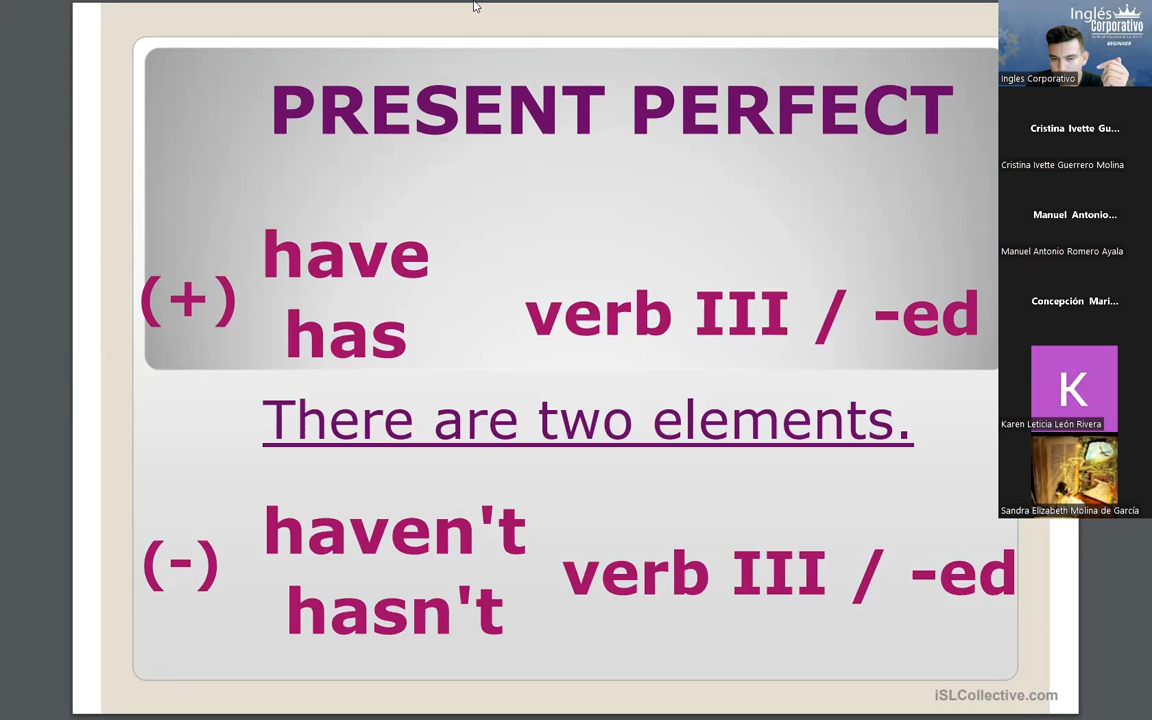 PRESENT PERFECT
have
(+)
has
verb III / -ed
There are two elements.
haven't
(-)
hasn't
verb III / -ed
iSLCollective.com
Inglés
Corporativo
BEGINNER
Ingles Corporativo
Cristina Ivette Gu...
Cristina Ivette Guerrero Molina
Manuel Antonio...
Manuel Antonio Romero Ayala
Concepción Mari...
K
Karen Leticia León Rivera
Sandra Elizabeth Molina de García